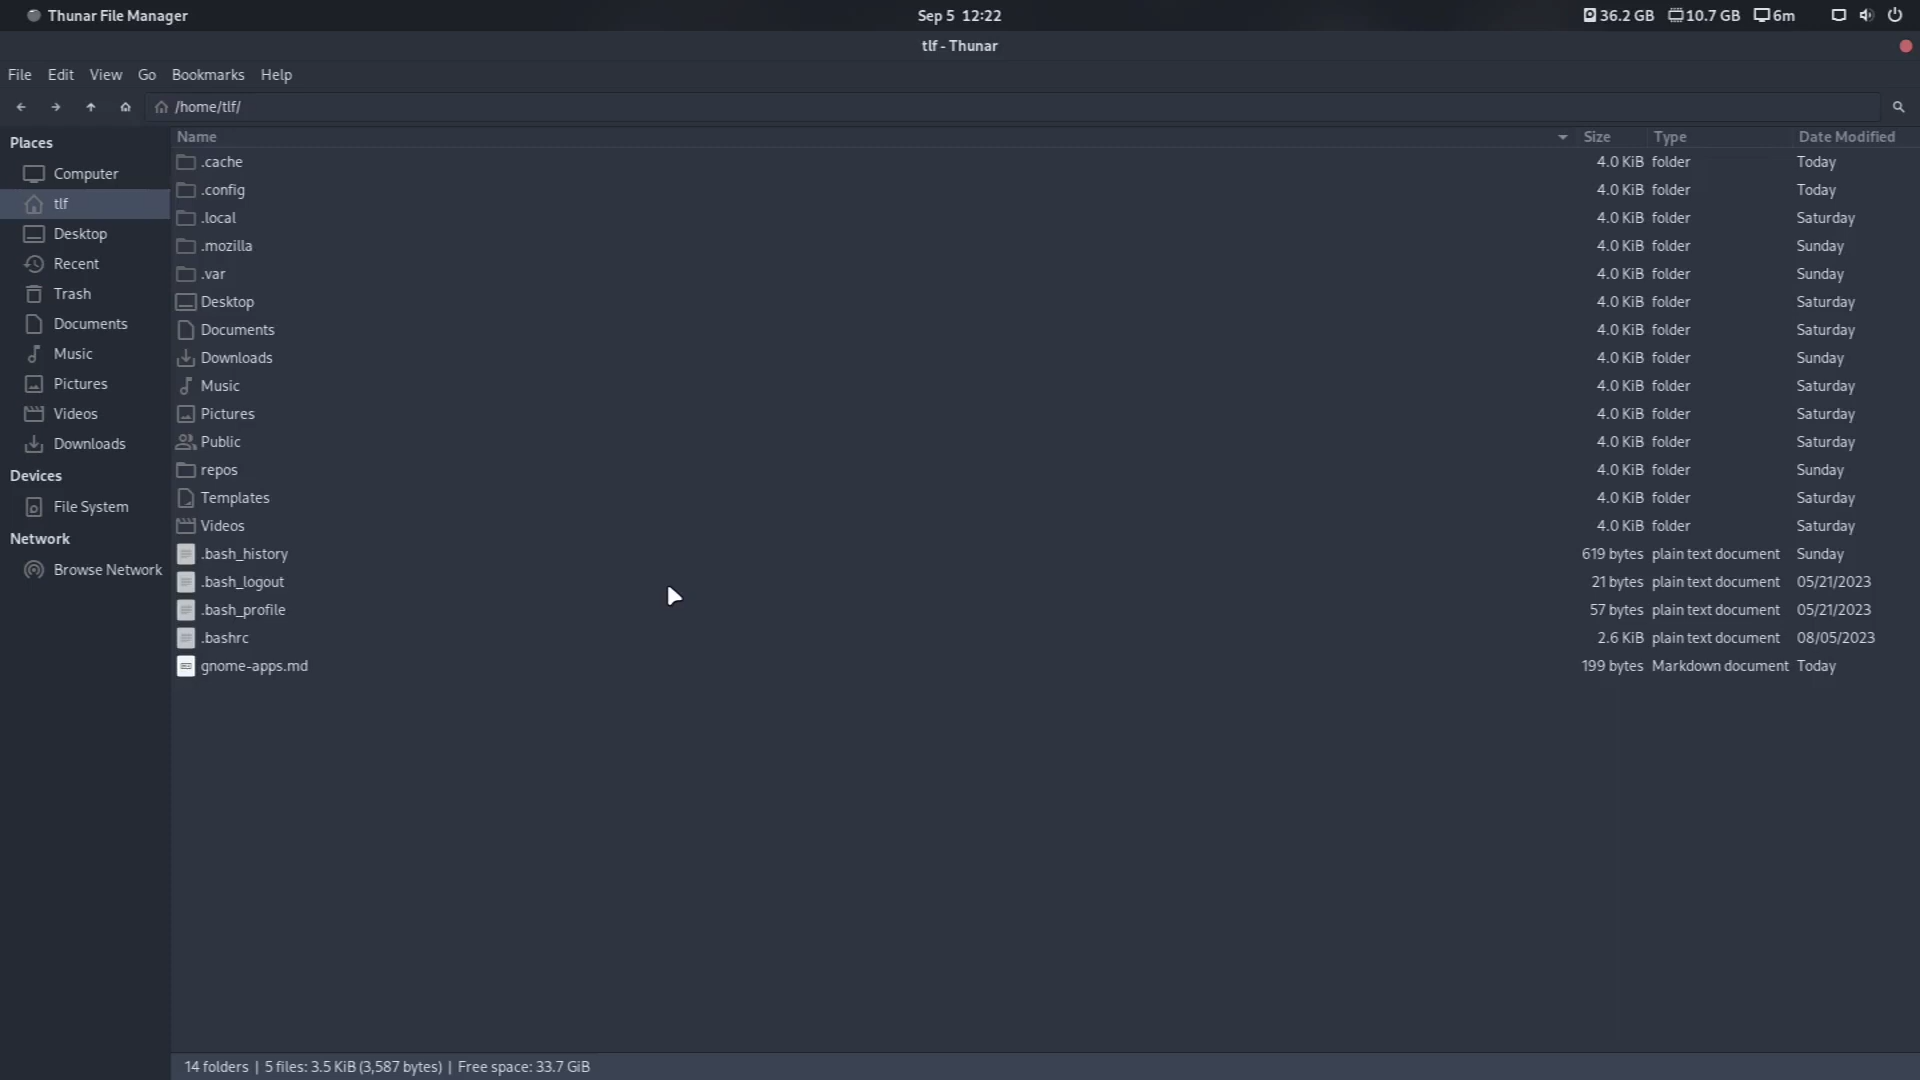 Thunar File Manager Sep 5 12:22 36.2 GB 10.7 GB 6m
tlf - Thunar
File Edit View Go Bookmarks Help
/home/tlf/
Places
Computer
tlf
Desktop
Recent
Trash
Documents
Music
Pictures
Videos
Downloads
Devices
File System
Network
Browse Network
Name Size Type Date Modified
.cache 4.0 KiB folder Today
.config 4.0 KiB folder Today
.local 4.0 KiB folder Saturday
.mozilla 4.0 KiB folder Sunday
.var 4.0 KiB folder Sunday
Desktop 4.0 KiB folder Saturday
Documents 4.0 KiB folder Saturday
Downloads 4.0 KiB folder Sunday
Music 4.0 KiB folder Saturday
Pictures 4.0 KiB folder Saturday
Public 4.0 KiB folder Saturday
repos 4.0 KiB folder Sunday
Templates 4.0 KiB folder Saturday
Videos 4.0 KiB folder Saturday
.bash_history 619 bytes plain text document Sunday
.bash_logout 21 bytes plain text document 05/21/2023
.bash_profile 57 bytes plain text document 05/21/2023
.bashrc 2.6 KiB plain text document 08/05/2023
gnome-apps.md 199 bytes Markdown document Today
14 folders | 5 files: 3.5 KiB (3,587 bytes) | Free space: 33.7 GiB